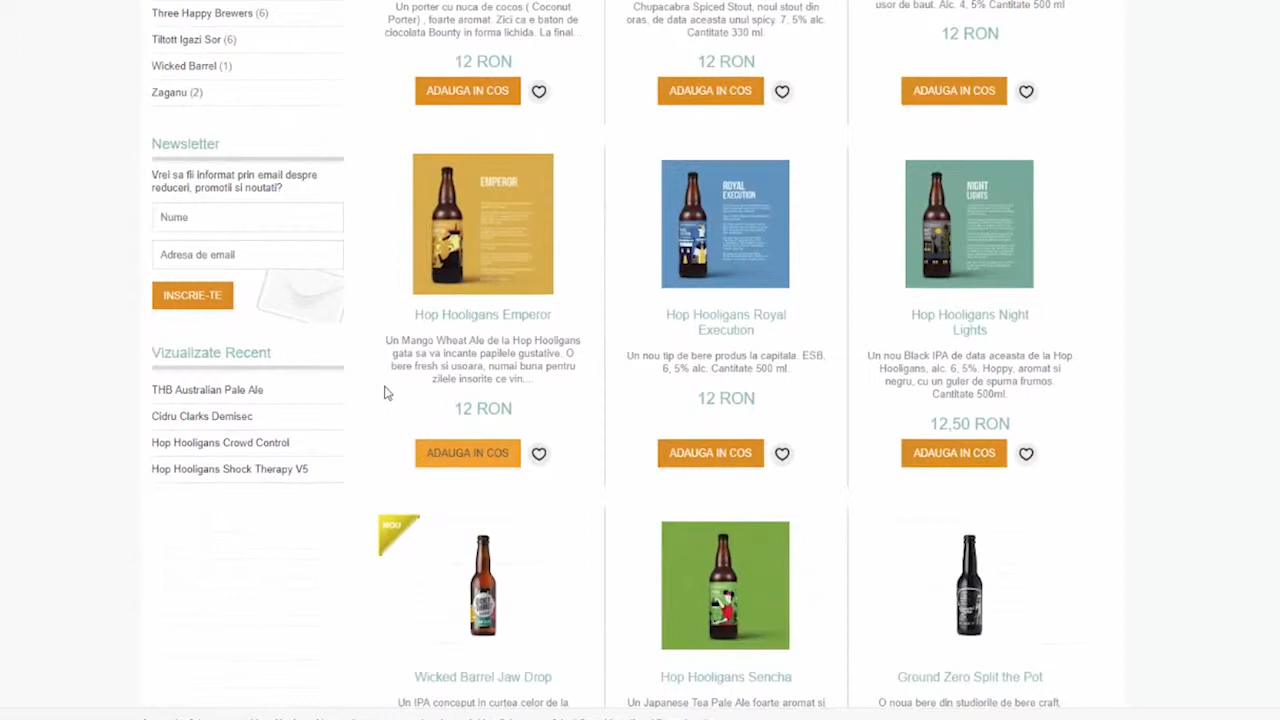 Three Happy Brewers (6)
Tiltott Igazi Sor (6)
Wicked Barrel (1)
Zaganu (2)
Newsletter
Vrei sa fii informat prin email despre
reduceri, promotii si noutati?
Nume
Adresa de email
INSCRIE-TE
Vizualizate Recent
THB Australian Pale Ale
Cidru Clarks Demisec
Hop Hooligans Crowd Control
Hop Hooligans Shock Therapy V5
Un porter cu nuca de cocos ( Coconut
Porter) , foarte aromat. Zici ca e baton de
ciocolata Bounty in forma lichida. La final...
12 RON
ADAUGA IN COS
Chupacabra Spiced Stout, noul stout din
oras, de data aceasta unul spicy. 7, 5% alc.
Cantitate 330 ml.
12 RON
ADAUGA IN COS
usor de baut. Alc. 4, 5% Cantitate 500 ml
12 RON
ADAUGA IN COS
EMPEROR
Hop Hooligans Emperor
Un Mango Wheat Ale de la Hop Hooligans
gata sa va incante papilele gustative. O
bere fresh si usoara, numai buna pentru
zilele insorite ce vin....
12 RON
ADAUGA IN COS
ROYAL
EXECUTION
Hop Hooligans Royal
Execution
Un nou tip de bere produs la capitala. ESB.
6, 5% alc. Cantitate 500 ml.
12 RON
ADAUGA IN COS
NIGHT
LIGHTS
Hop Hooligans Night
Lights
Un nou Black IPA de data aceasta de la Hop
Hooligans, alc. 6, 5%. Hoppy, aromat si
negru, cu un guler de spuma frumos.
Cantitate 500ml.
12,50 RON
ADAUGA IN COS
NOU
Wicked Barrel Jaw Drop
Un IPA conceput in curtea celor de la
Hop Hooligans Sencha
Un Japanese Tea Pale Ale foarte aromat si
Ground Zero Split the Pot
O noua bere din studiorile de bere craft,